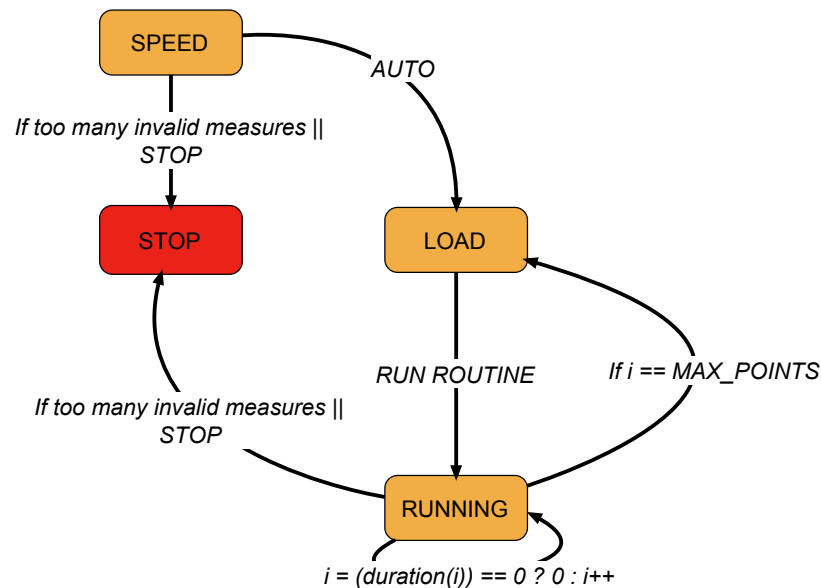 SPEED
AUTO
If too many invalid measures ||
STOP
STOP
LOAD
RUN ROUTINE
If i == MAX_POINTS
If too many invalid measures ||
STOP
RUNNING
i = (duration(i)) == 0 ? 0 : i++